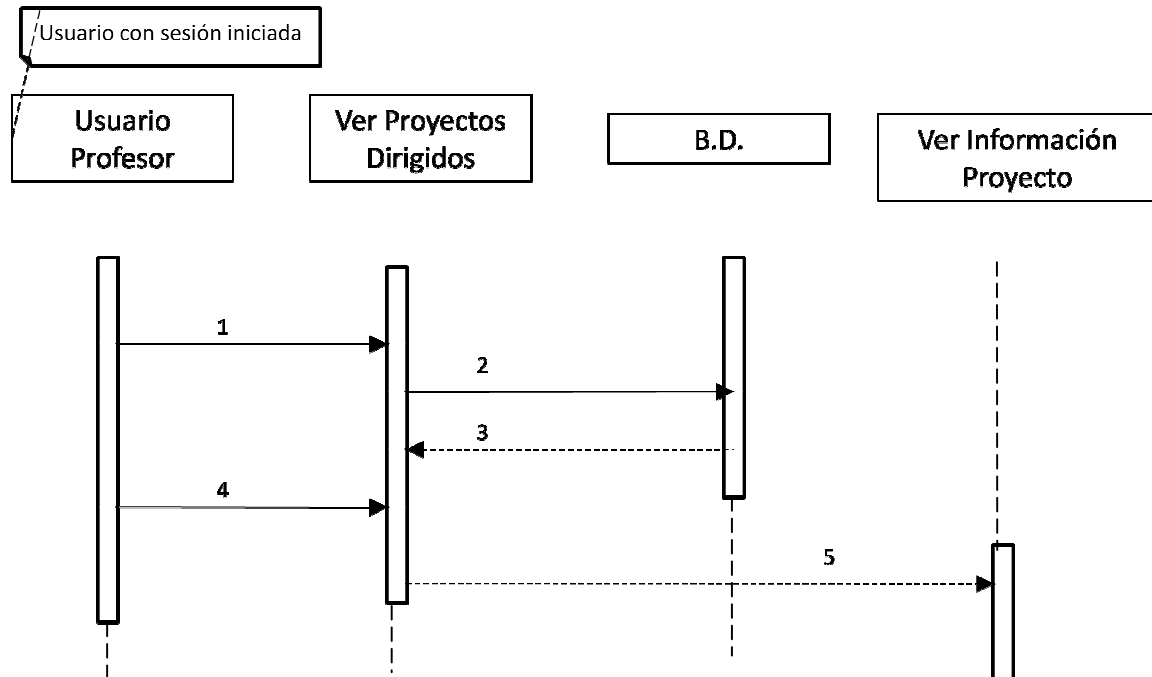 Usuario con sesión iniciada
Usuario
Profesor
Ver Proyectos
Dirigidos
B.D.
Ver Información
Proyecto
1
2
3
4
5